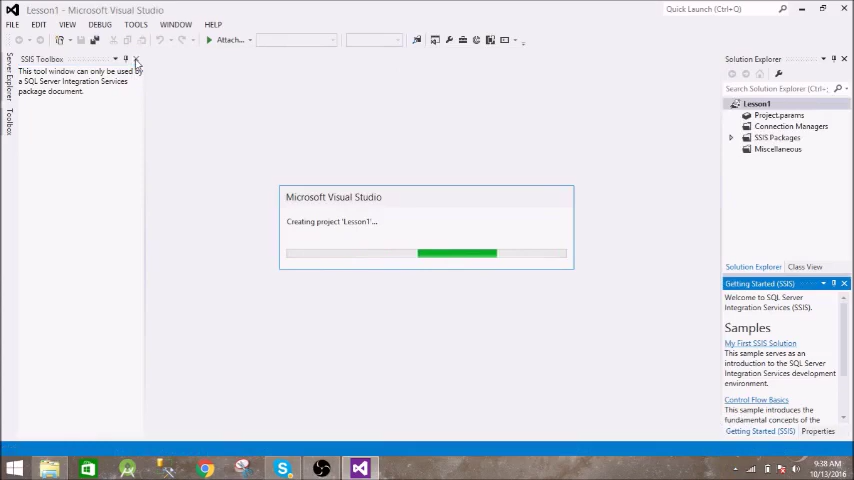 Lesson1 - Microsoft Visual Studio
Quick Launch (Ctrl+Q)
FILE EDIT VIEW DEBUG TOOLS WINDOW HELP
Attach...
SSIS Toolbox
This tool window can only be used by
a SQL Server Integration Services
package document.
Server Explorer
Toolbox
Microsoft Visual Studio
Creating project 'Lesson1'...
Solution Explorer
Search Solution Explorer (Ctrl+;)
Lesson1
Project.params
Connection Managers
SSIS Packages
Miscellaneous
Solution Explorer Class View
Getting Started (SSIS)
Welcome to SQL Server
Integration Services (SSIS).
Samples
My First SSIS Solution
This sample serves as an
introduction to the SQL Server
Integration Services development
environment.
Control Flow Basics
This sample introduces the
fundamental concepts of the
Getting Started (SSIS) Properties
9:38 AM
10/13/2016